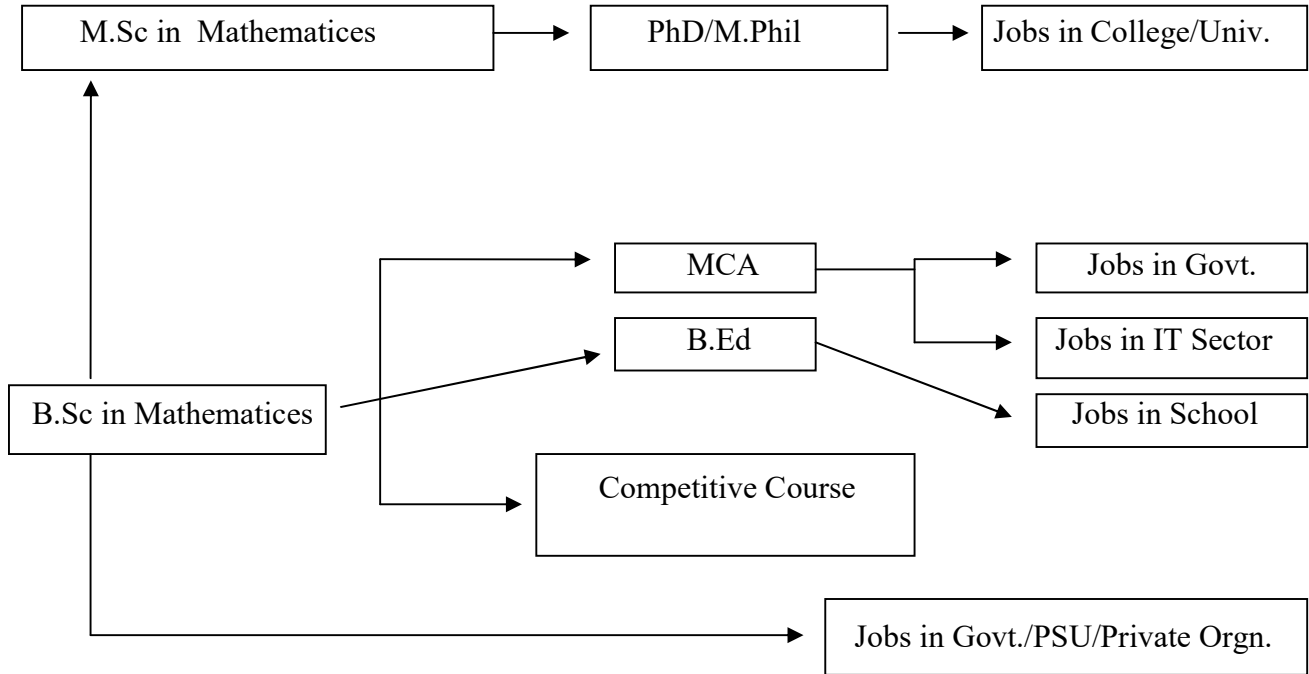 M.Sc in Mathematices
PhD/M.Phil
Jobs in College/Univ.
MCA
Jobs in Govt.
B.Ed
Jobs in IT Sector
B.Sc in Mathematices
Jobs in School
Competitive Course
Jobs in Govt./PSU/Private Orgn.